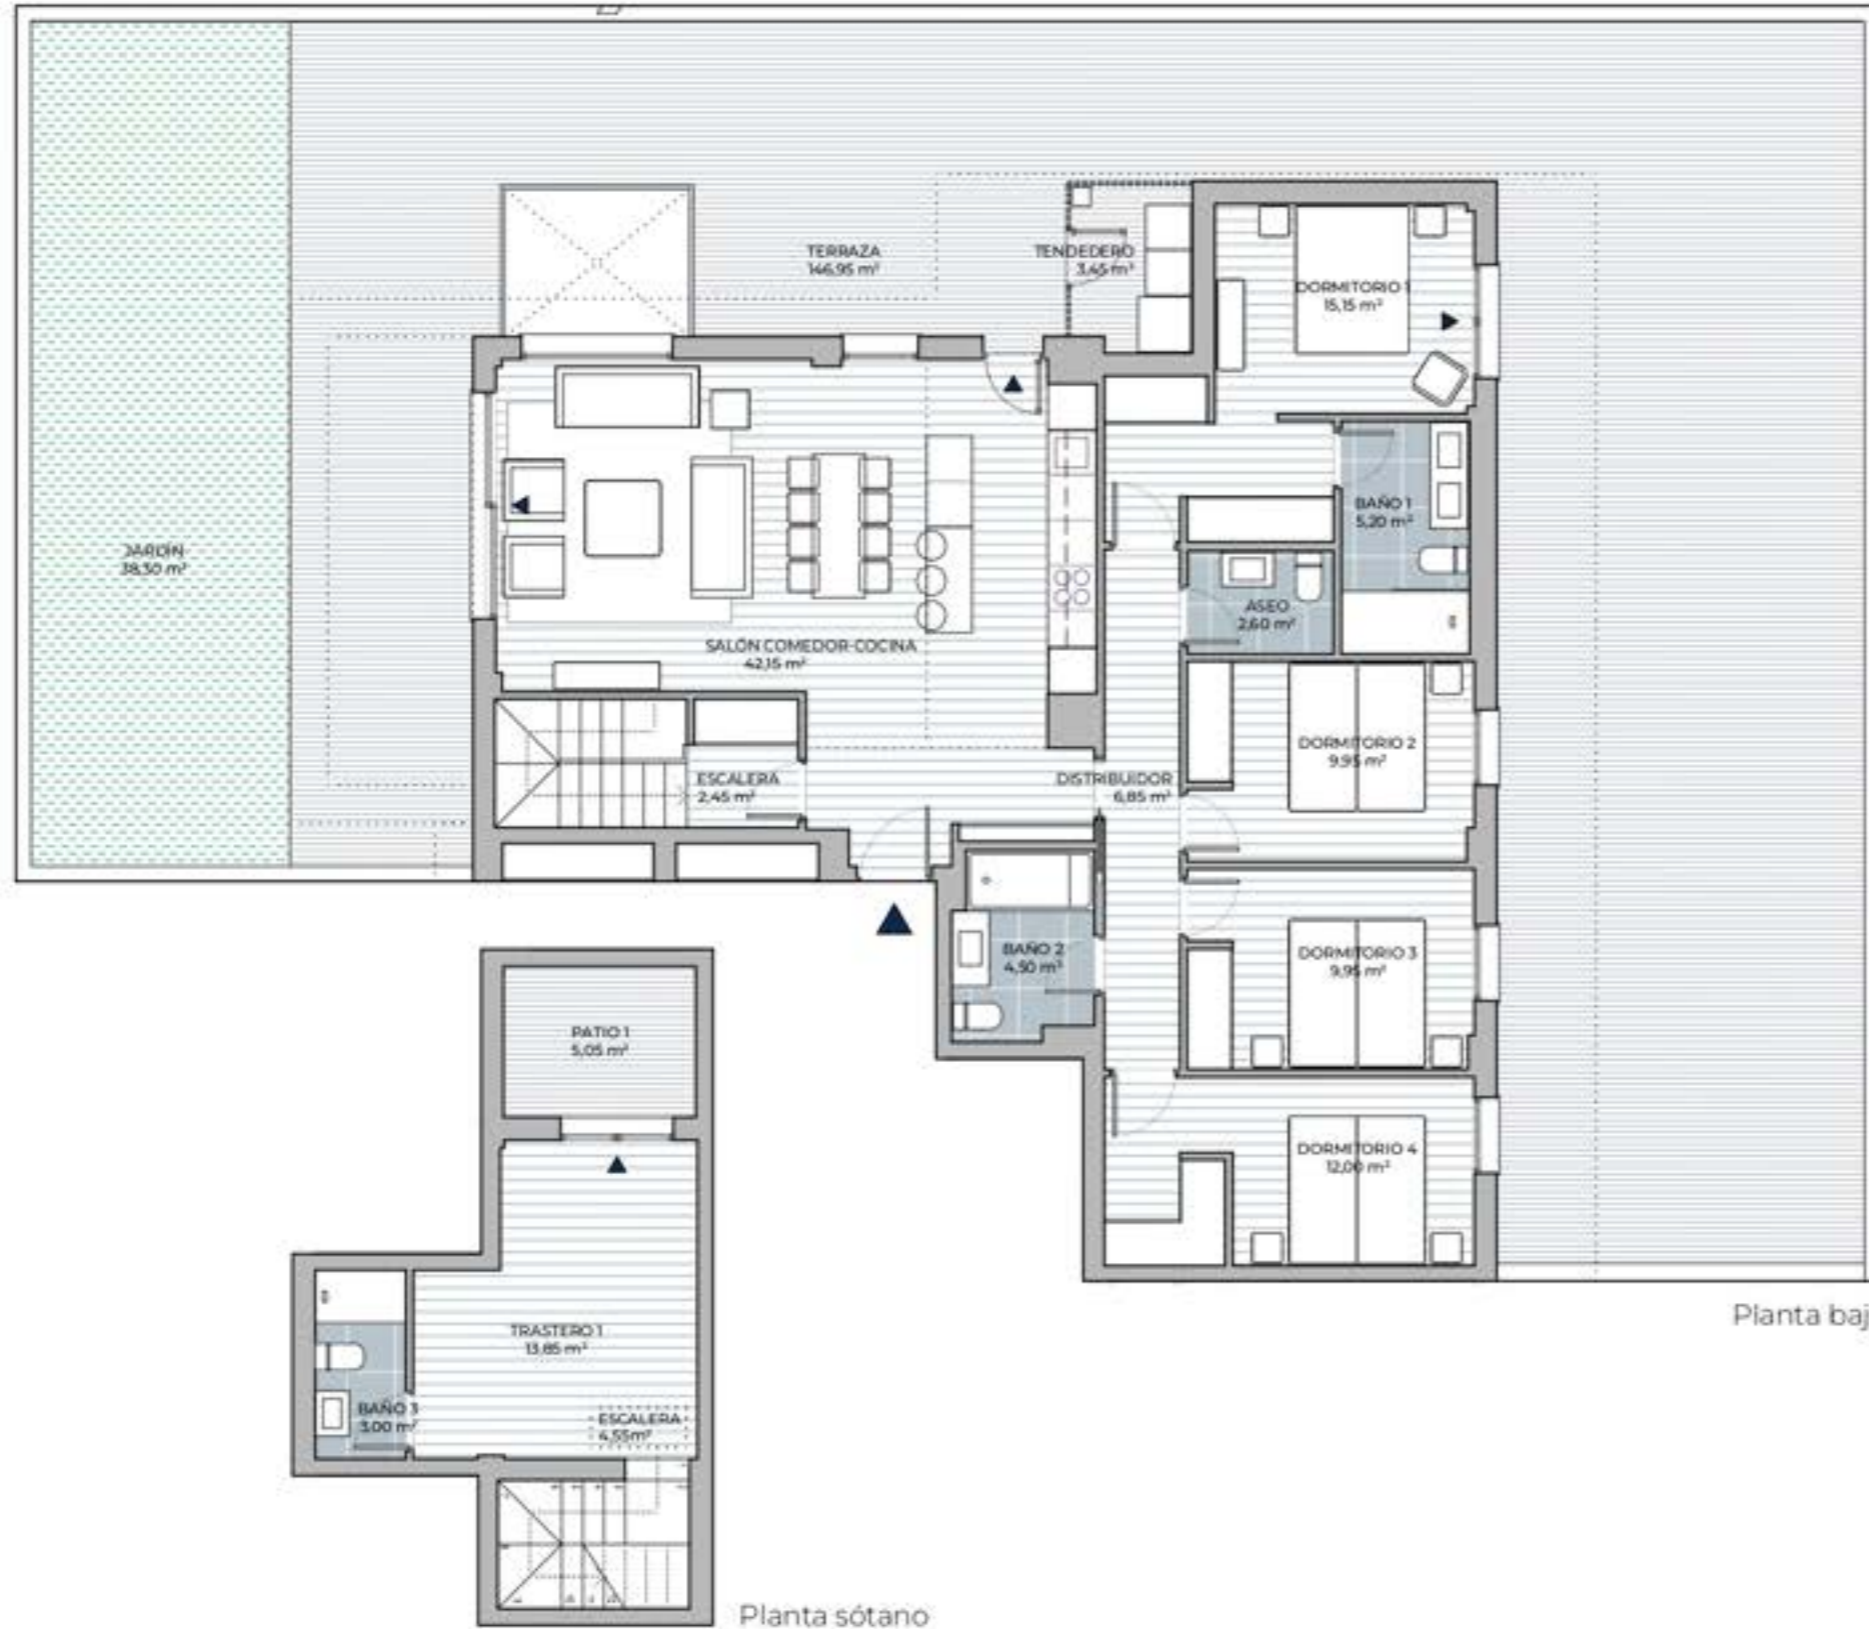 TERRAZA
146,95 m²
TENDEDERO
3,45 m²
DORMITORIO 1
15,15 m²
JARDÍN
38,30 m²
BAÑO 1
5,20 m²
ASEO
2,60 m²
SALÓN COMEDOR-COCINA
42,15 m²
DORMITORIO 2
9,95 m²
ESCALERA
2,45 m²
DISTRIBUIDOR
6,85 m²
BAÑO 2
4,50 m²
DORMITORIO 3
9,95 m²
PATIO 1
5,05 m²
DORMITORIO 4
12,00 m²
Planta baj
TRASTERO 1
13,85 m²
BAÑO 3
3,00 m²
ESCALERA
4,55m²
Planta sótano